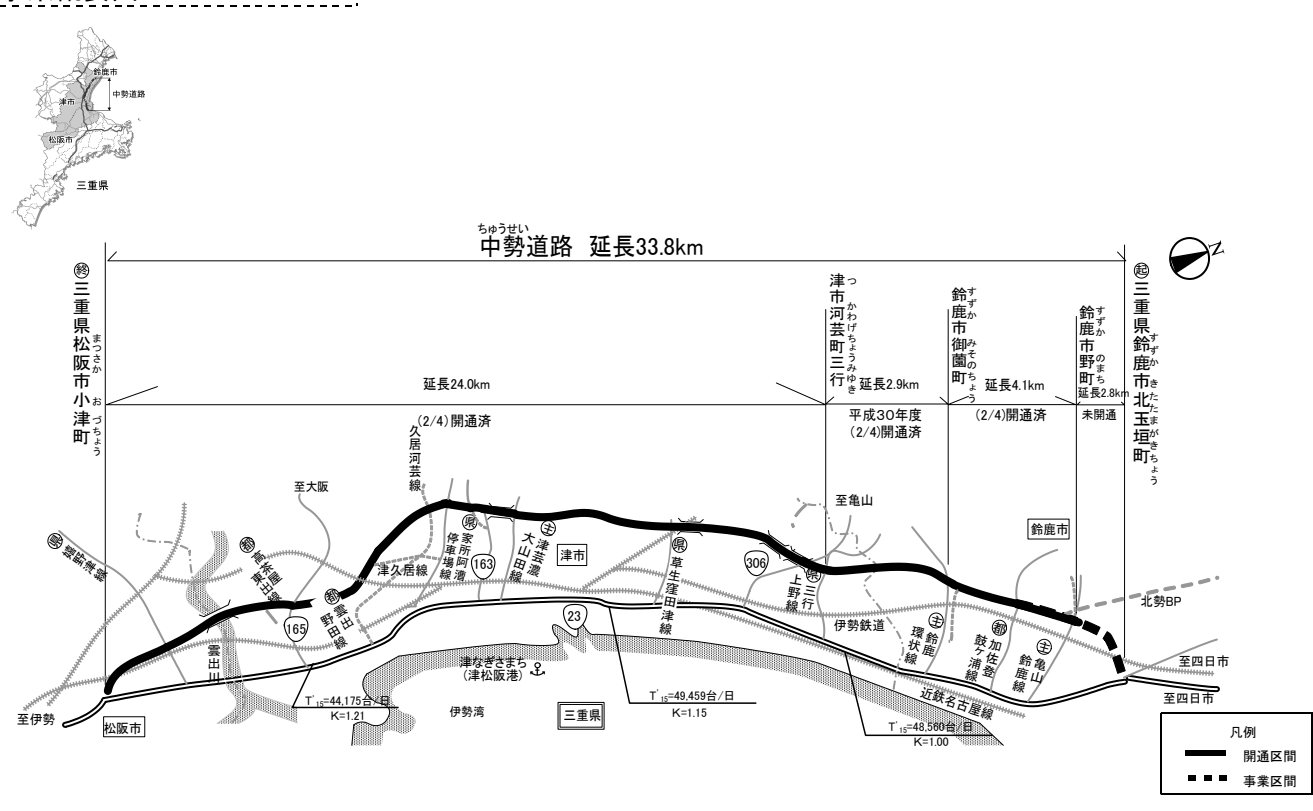 鈴鹿市
津市
中勢道路
松阪市
三重県
ちゅうせい
中勢道路 延長33.8km
終 三重県松阪市小津町
まつさか お づちょう
津市河芸町三行
つ かわげちょうみゆき
鈴鹿市御薗町
すずか みそのちょう
鈴鹿市野町
すずか のまち
起 三重県鈴鹿市北玉垣町
すずか きたたまがきちょう
N
延長24.0km
延長2.9km
延長4.1km
延長2.8km
(2/4)開通済
平成30年度
(2/4)開通済
(2/4)開通済
未開通
久居河芸線
至大阪
至亀山
県 嬉野津線
都 高茶屋東出線
津久居線
都 雲出野田線
165
雲出川
県 家所阿漕停車場線
163
主 津芸濃大山田線
津市
23
県 草生窪田津線
306
県 三行上野線
伊勢鉄道
主 鈴鹿環状線
都 加佐登鼓ヶ浦線
主 亀山鈴鹿線
鈴鹿市
北勢BP
至四日市
至四日市
近鉄名古屋線
至伊勢
松阪市
津なぎさまち
(津松阪港)
伊勢湾
三重県
T'15=44,175台/日
K=1.21
T'15=49,459台/日
K=1.15
T'15=48,560台/日
K=1.00
凡例
開通区間
事業区間